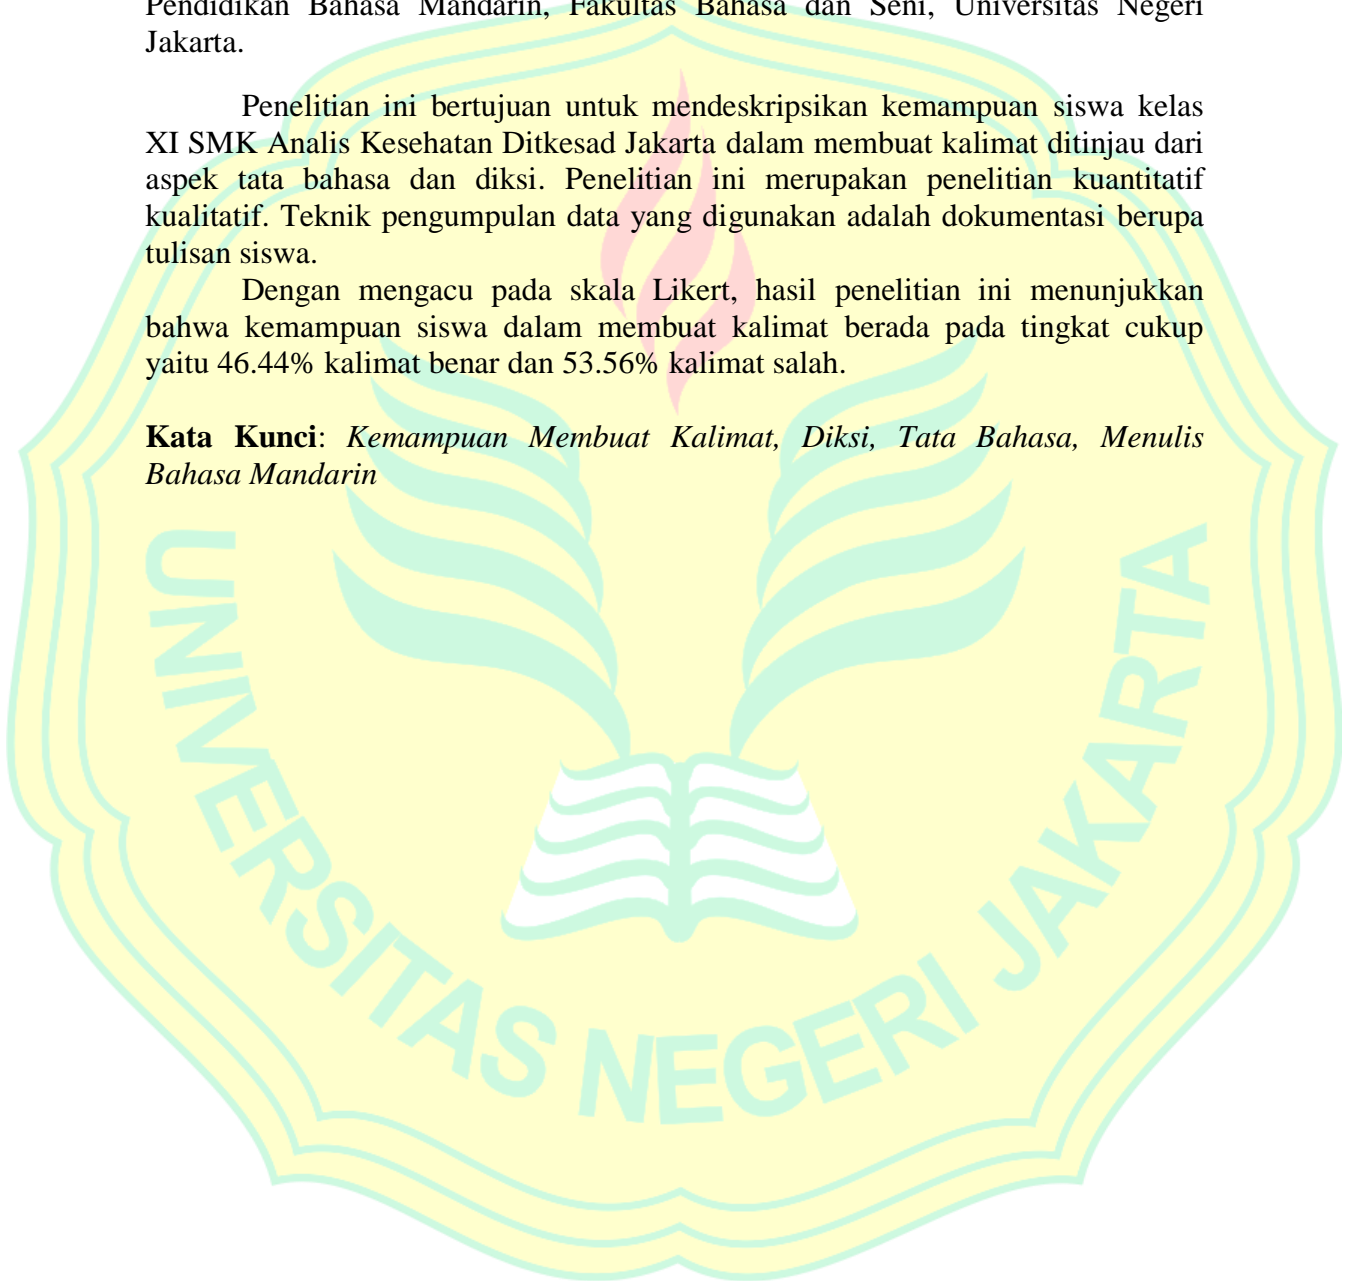 Pendidikan Bahasa Mandarin, Fakultas Bahasa dan Seni, Universitas Negeri
Jakarta.
Penelitian ini bertujuan untuk mendeskripsikan kemampuan siswa kelas
XI SMK Analis Kesehatan Ditkesad Jakarta dalam membuat kalimat ditinjau dari
aspek tata bahasa dan diksi. Penelitian ini merupakan penelitian kuantitatif
kualitatif. Teknik pengumpulan data yang digunakan adalah dokumentasi berupa
tulisan siswa.
Dengan mengacu pada skala Likert, hasil penelitian ini menunjukkan
bahwa kemampuan siswa dalam membuat kalimat berada pada tingkat cukup
yaitu 46.44% kalimat benar dan 53.56% kalimat salah.
Kata Kunci: Kemampuan Membuat Kalimat, Diksi, Tata Bahasa, Menulis
Bahasa Mandarin
UNIVERSITAS NEGERI JAKARTA